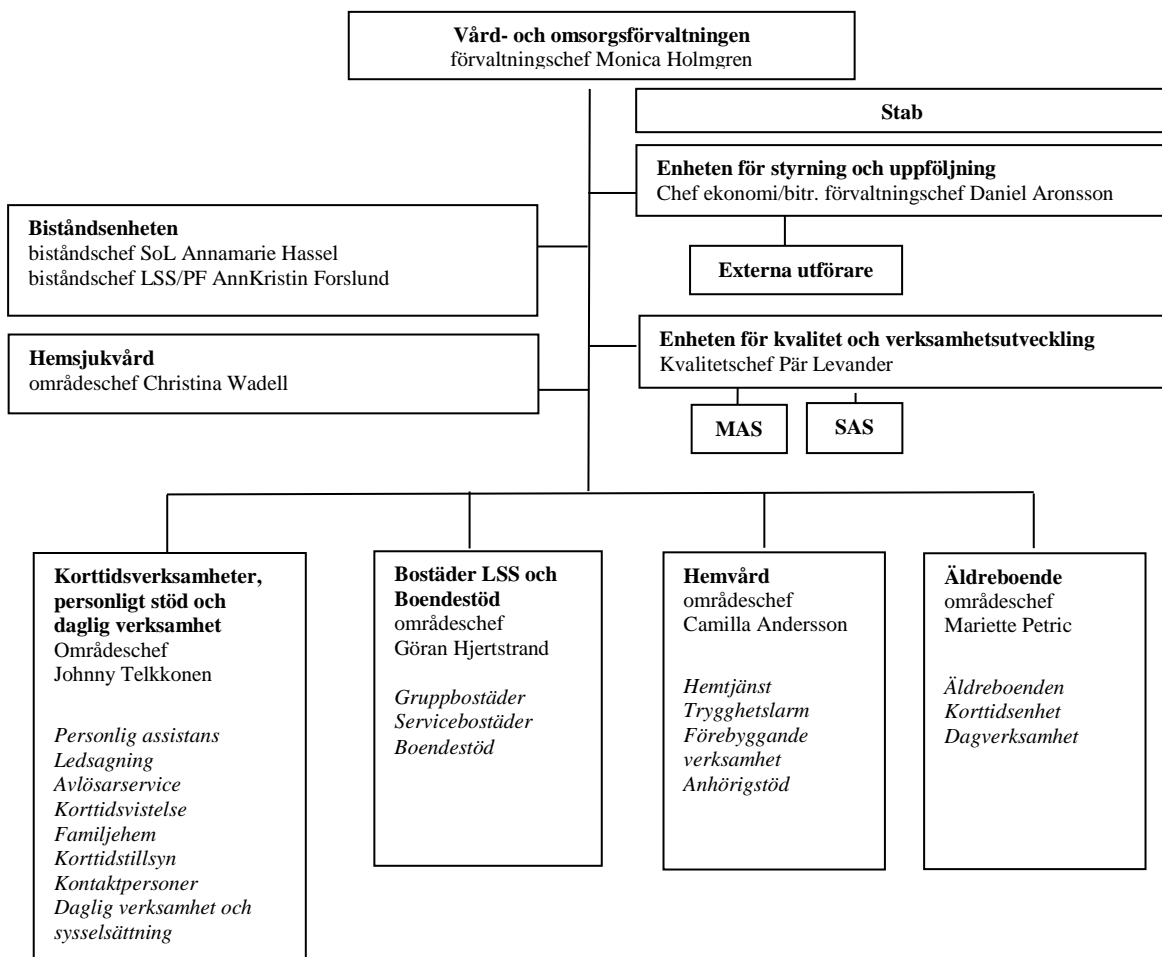 Vård- och omsorgsförvaltningen
förvaltningschef Monica Holmgren
Stab
Enheten för styrning och uppföljning
Chef ekonomi/bitr. förvaltningschef Daniel Aronsson
Externa utförare
Biståndsenheten
biståndschef SoL Annamarie Hassel
biståndschef LSS/PF AnnKristin Forslund
Hemsjukvård
områdeschef Christina Wadell
Enheten för kvalitet och verksamhetsutveckling
Kvalitetschef Pär Levander
MAS
SAS
Korttidsverksamheter,
personligt stöd och
daglig verksamhet
Områdeschef
Johnny Telkkonen
Personlig assistans
Ledsagning
Avlösarservice
Korttidsvistelse
Familjehem
Korttidstillsyn
Kontaktpersoner
Daglig verksamhet och
sysselsättning
Bostäder LSS och
Boendestöd
områdeschef
Göran Hjertstrand
Gruppbostäder
Servicebostäder
Boendestöd
Hemvård
områdeschef
Camilla Andersson
Hemtjänst
Trygghetslarm
Förebyggande
verksamhet
Anhörigstöd
Äldreboende
områdeschef
Mariette Petric
Äldreboenden
Korttidsenhet
Dagverksamhet